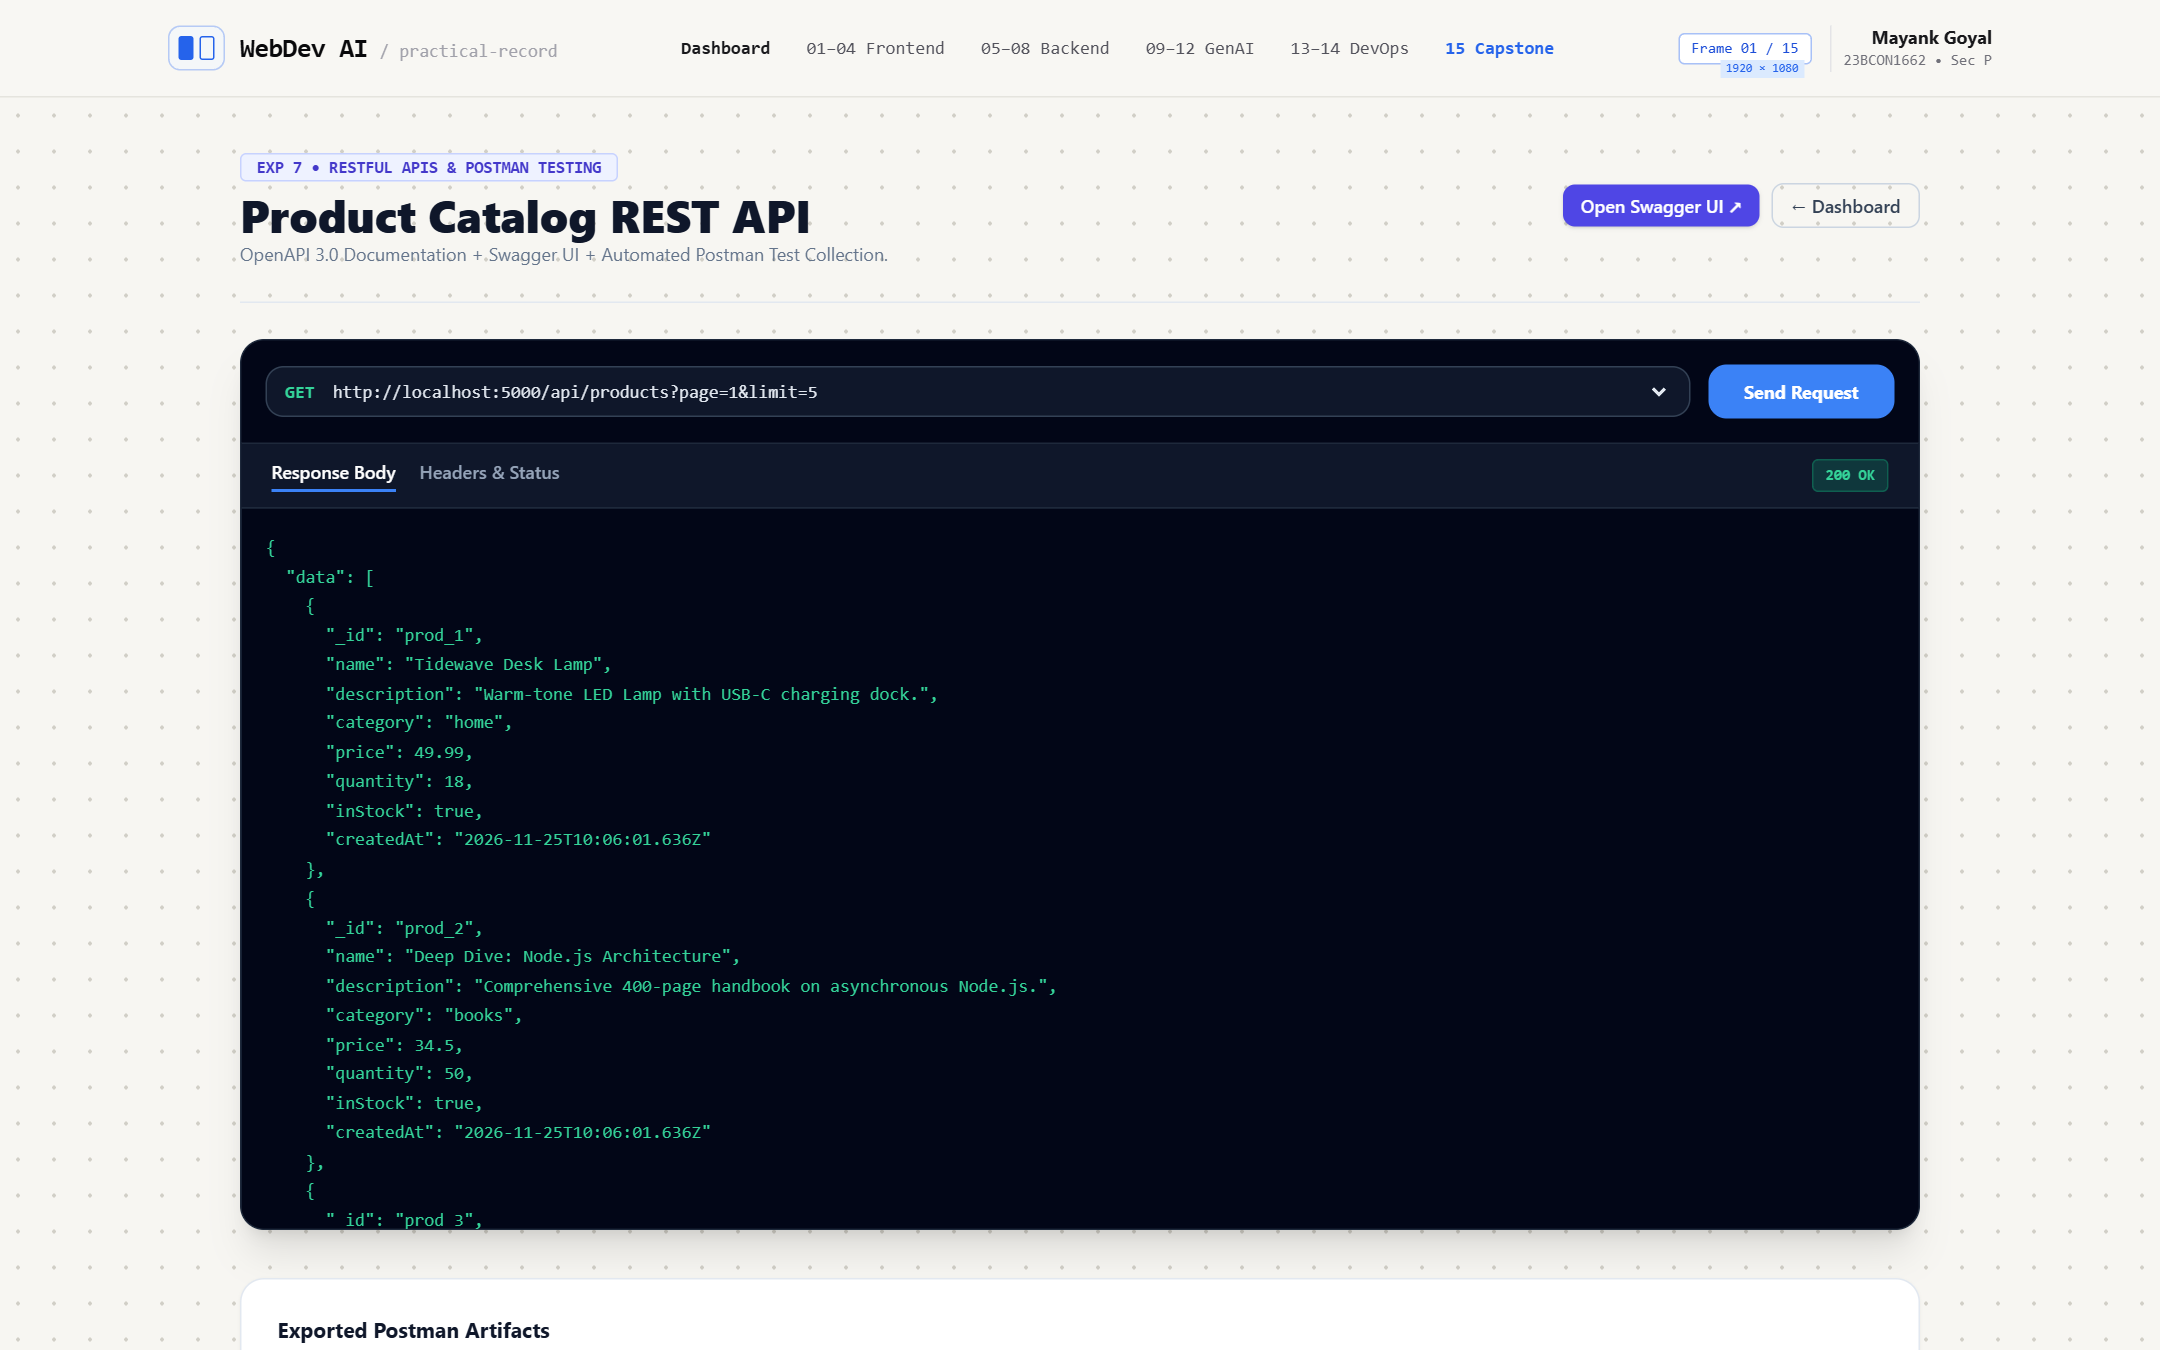 WebDev AI / practical-record
Dashboard 01–04 Frontend 05–08 Backend 09–12 GenAI 13–14 DevOps 15 Capstone
Frame 01 / 15
1920 × 1080
Mayank Goyal
23BCON1662 • Sec P
EXP 7 • RESTFUL APIS & POSTMAN TESTING
Product Catalog REST API
OpenAPI 3.0 Documentation + Swagger UI + Automated Postman Test Collection.
Open Swagger UI ↗
← Dashboard
GET http://localhost:5000/api/products?page=1&limit=5
Send Request
Response Body Headers & Status
200 OK
{
  "data": [
    {
      "_id": "prod_1",
      "name": "Tidewave Desk Lamp",
      "description": "Warm-tone LED Lamp with USB-C charging dock.",
      "category": "home",
      "price": 49.99,
      "quantity": 18,
      "inStock": true,
      "createdAt": "2026-11-25T10:06:01.636Z"
    },
    {
      "_id": "prod_2",
      "name": "Deep Dive: Node.js Architecture",
      "description": "Comprehensive 400-page handbook on asynchronous Node.js.",
      "category": "books",
      "price": 34.5,
      "quantity": 50,
      "inStock": true,
      "createdAt": "2026-11-25T10:06:01.636Z"
    },
    {
      "_id": "prod_3",
Exported Postman Artifacts